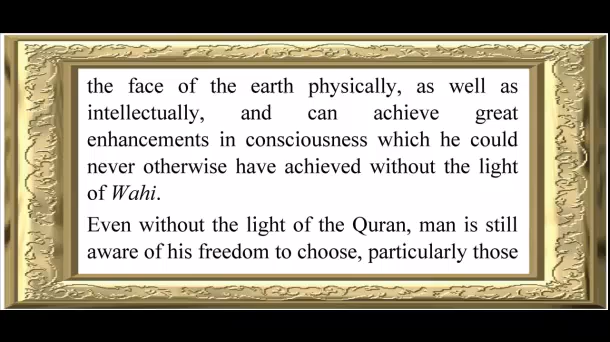 the face of the earth physically, as well as
intellectually, and can achieve great
enhancements in consciousness which he could
never otherwise have achieved without the light
of Wahi.
Even without the light of the Quran, man is still
aware of his freedom to choose, particularly those